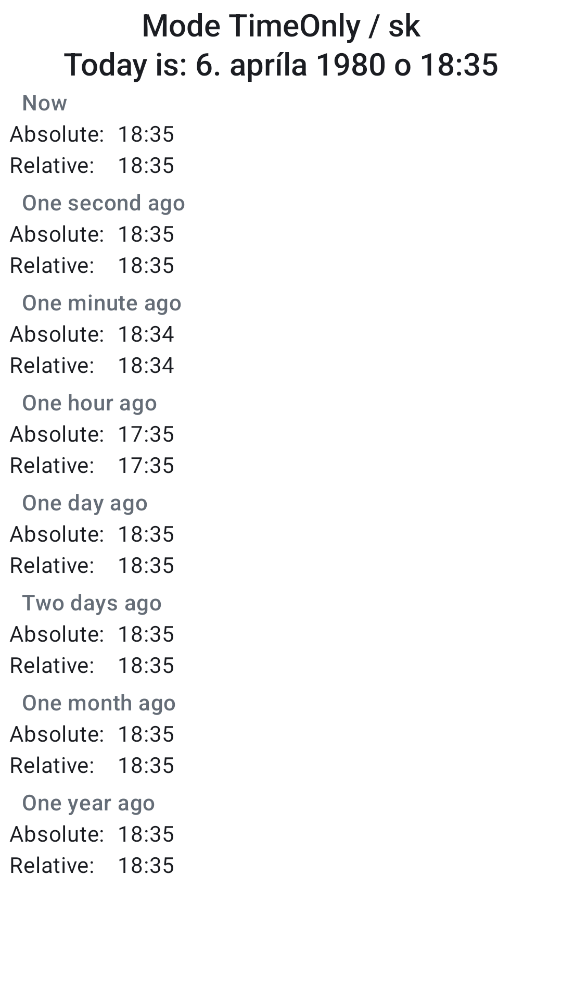 Mode TimeOnly / sk
Today is: 6. apríla 1980 o 18:35
Now
Absolute: 18:35
Relative: 18:35
One second ago
Absolute: 18:35
Relative: 18:35
One minute ago
Absolute: 18:34
Relative: 18:34
One hour ago
Absolute: 17:35
Relative: 17:35
One day ago
Absolute: 18:35
Relative: 18:35
Two days ago
Absolute: 18:35
Relative: 18:35
One month ago
Absolute: 18:35
Relative: 18:35
One year ago
Absolute: 18:35
Relative: 18:35